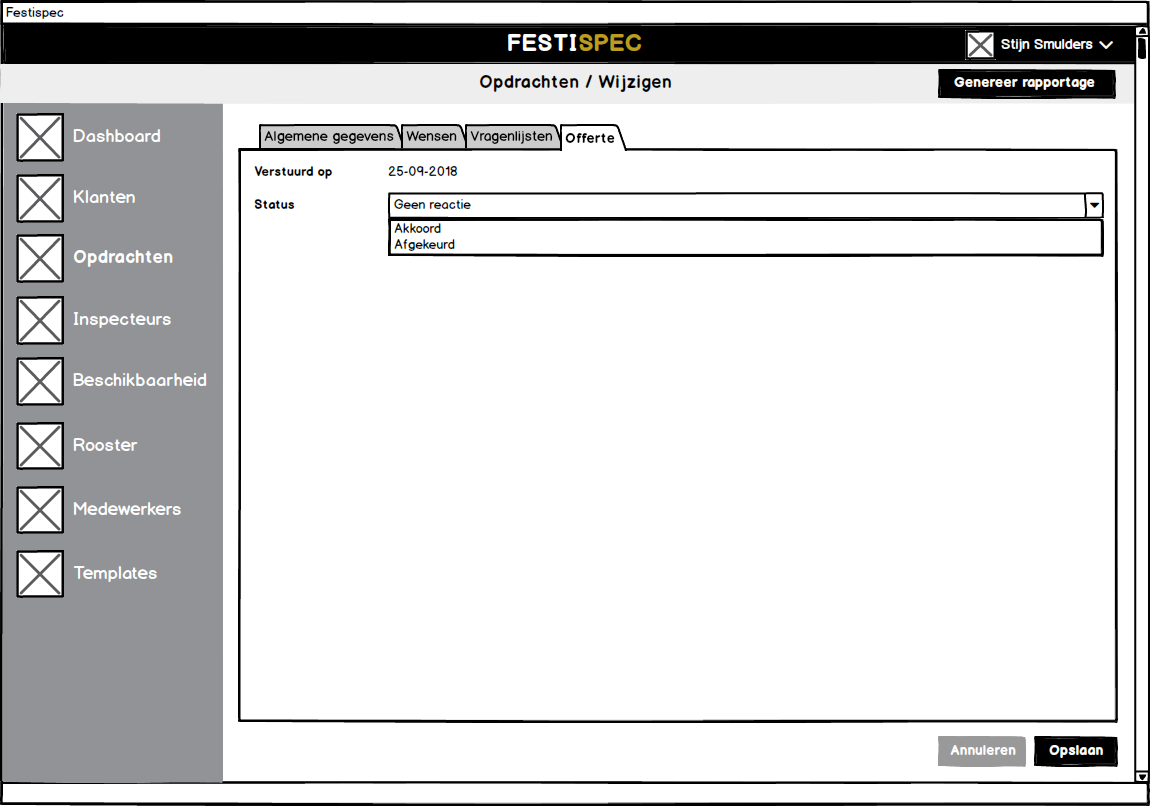 Festispec
FESTISPEC
Stijn Smulders
Opdrachten / Wijzigen
Genereer rapportage
Dashboard
Klanten
Opdrachten
Inspecteurs
Beschikbaarheid
Rooster
Medewerkers
Templates
Algemene gegevens Wensen Vragenlijsten Offerte
Verstuurd op 25-09-2018
Status Geen reactie
Akkoord
Afgekeurd
Annuleren Opslaan